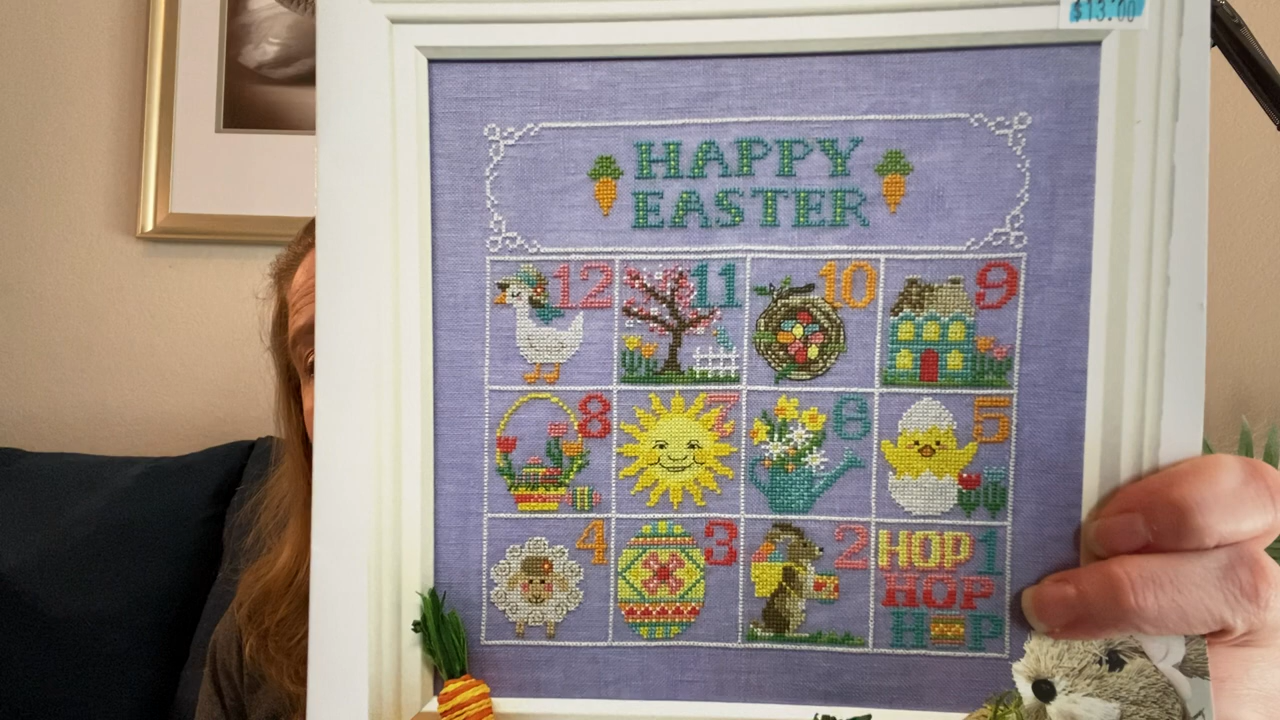 $13.00
HAPPY
EASTER
12 11 10 9
8 7 6 5
4 3 2 1
HOP
HOP
HOP